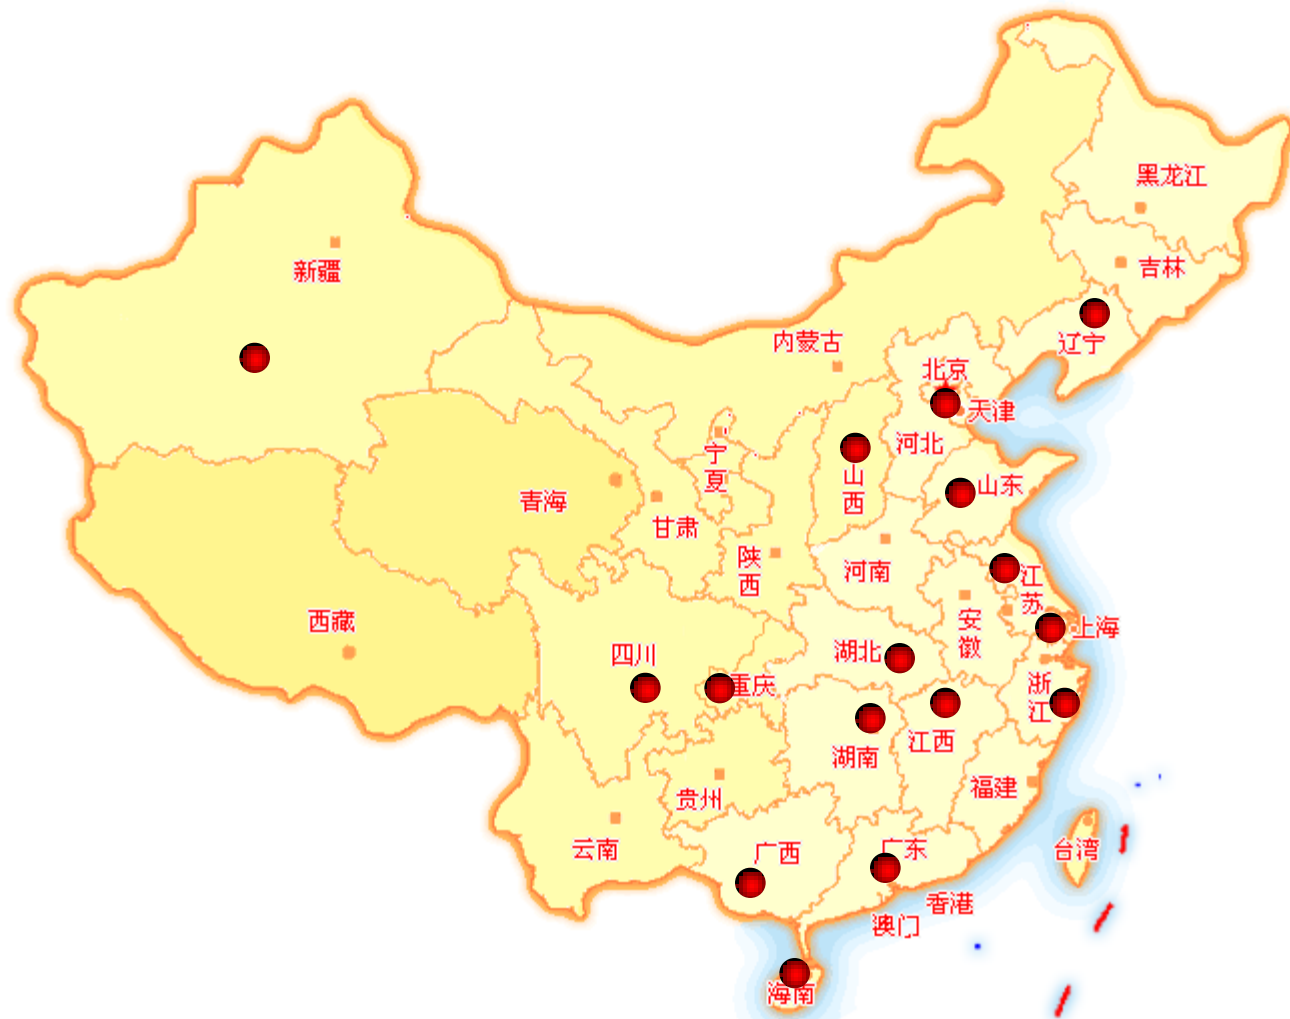 黑龙江
吉林
新疆
辽宁
内蒙古
北京
天津
河北
宁夏
山西
山东
青海
甘肃
陕西
河南
江苏
西藏
安徽
上海
四川
湖北
重庆
浙江
江西
湖南
福建
贵州
云南
广西
广东
台湾
香港
澳门
海南